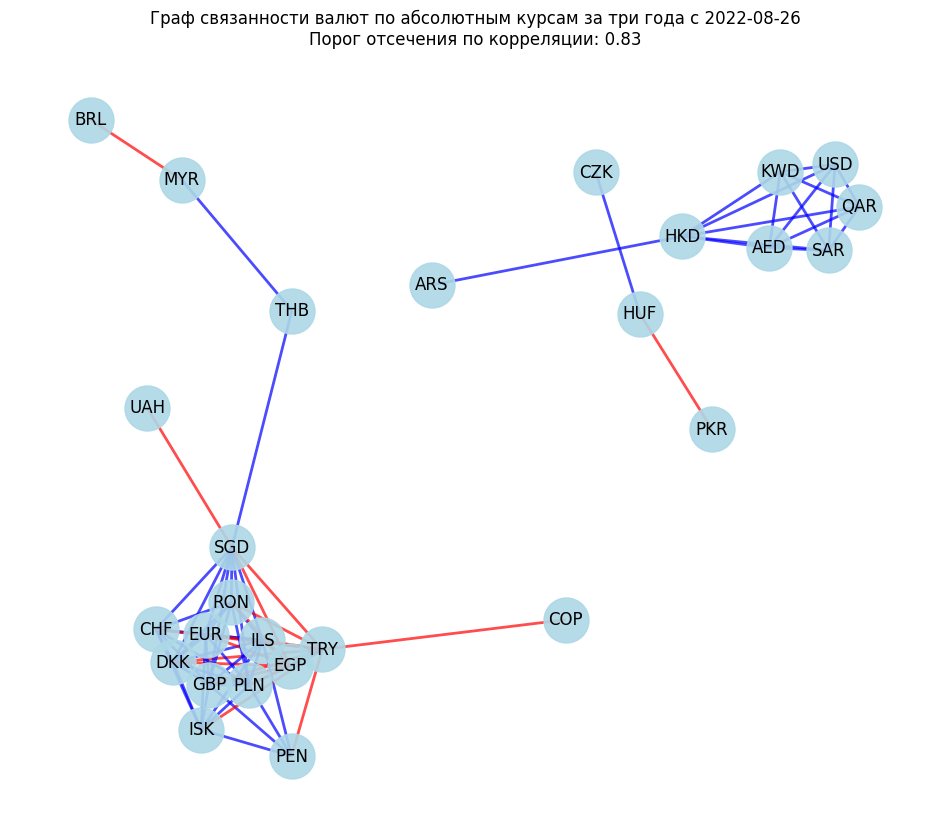 Граф связанности валют по абсолютным курсам за три года с 2022-08-26
Порог отсечения по корреляции: 0.83
BRL
MYR
CZK
KWD
USD
QAR
HKD
AED
SAR
ARS
THB
HUF
UAH
PKR
SGD
RON
COP
CHF
EUR
ILS
TRY
DKK
EGP
GBP
PLN
ISK
PEN